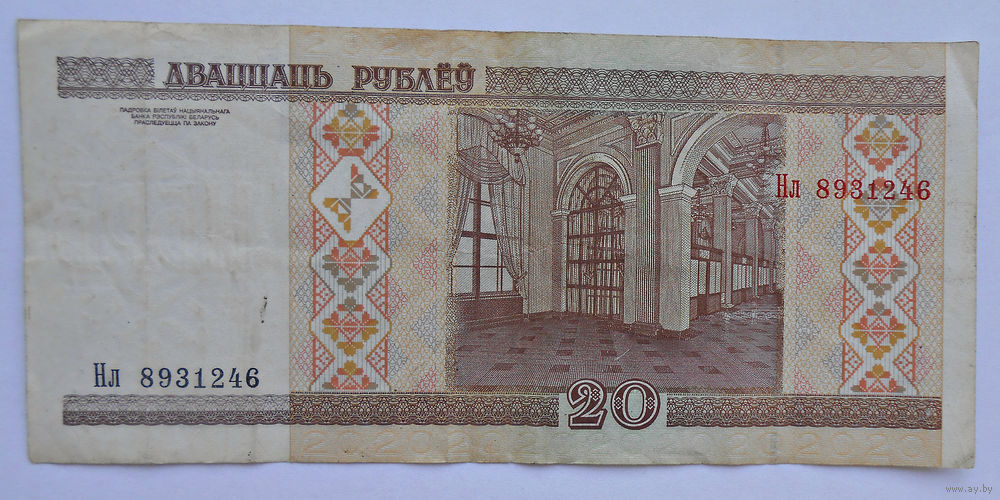 ДВАЦЦАЦЬ РУБЛЁЎ
ПАДРОБКА БІЛЕТАЎ НАЦЫЯНАЛЬНАГА
БАНКА РЭСПУБЛІКІ БЕЛАРУСЬ
ПРАСЛЕДУЕЦЦА ПА ЗАКОНУ
Нл 8931246
Нл 8931246
20
www.ay.by